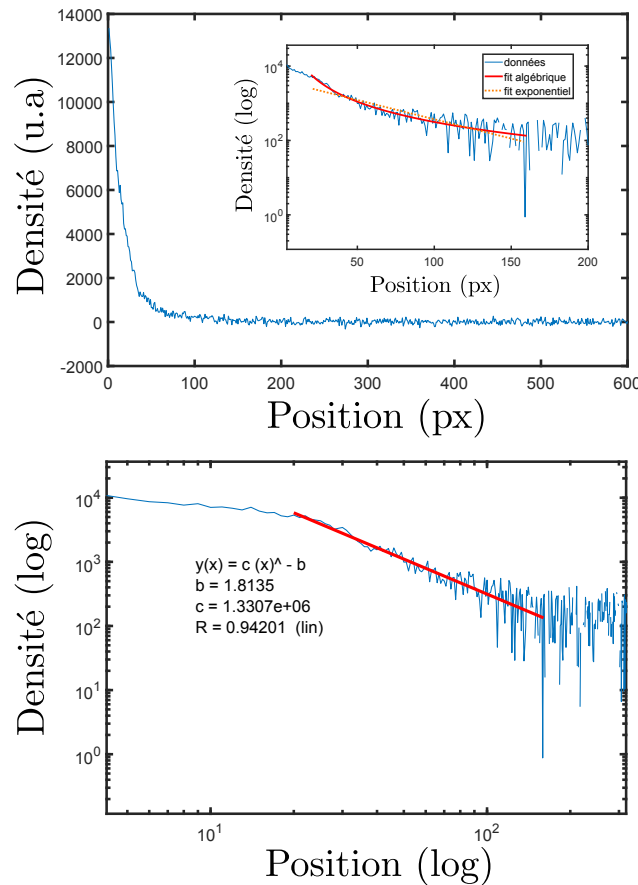 14000
12000
10000
8000
6000
4000
2000
0
-2000
0
100
200
300
400
500
600
Densité (u.a)
Position (px)
données
fit algébrique
fit exponentiel
10^4
10^2
10^0
50
100
150
200
Densité (log)
Position (px)
10^4
10^3
10^2
10^1
10^0
10^1
10^2
Densité (log)
Position (log)
y(x) = c (x)^ - b
b = 1.8135
c = 1.3307e+06
R = 0.94201 (lin)